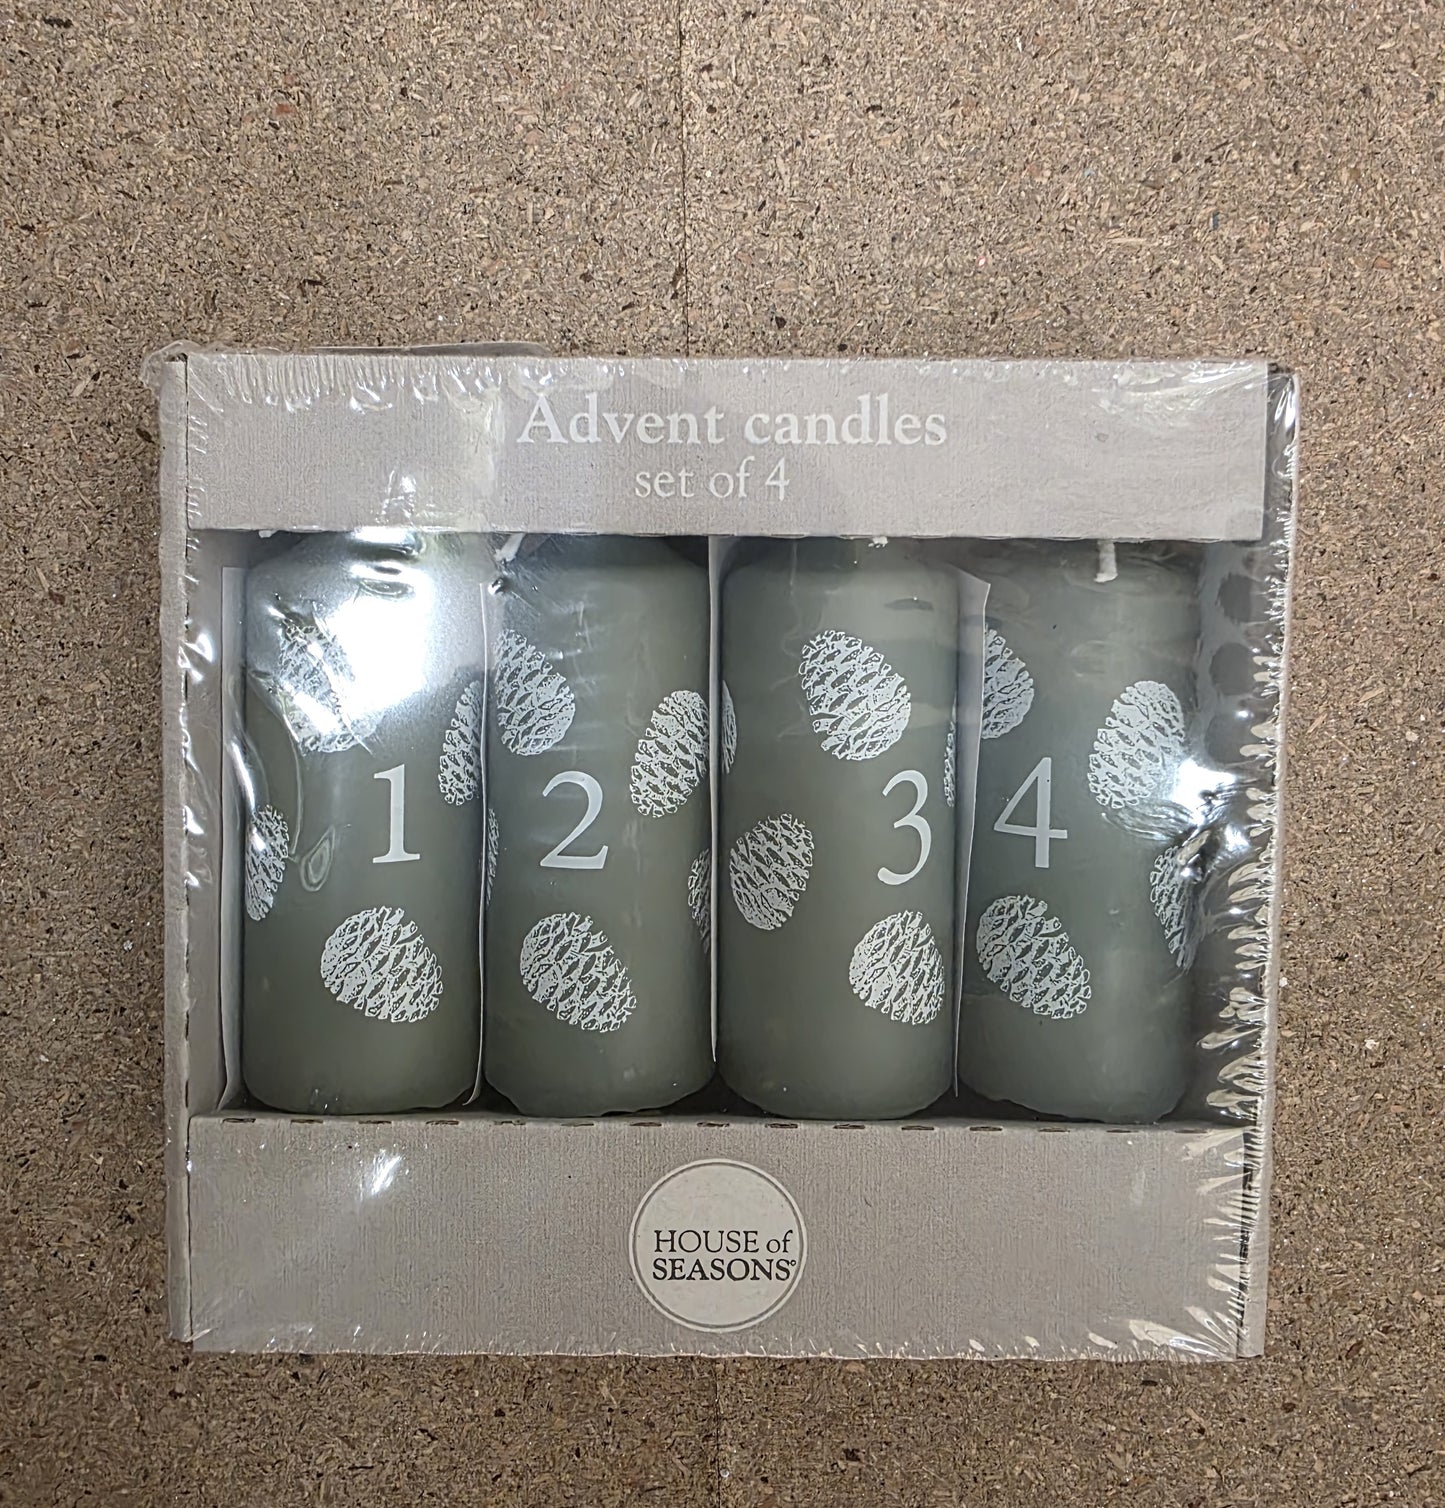 Advent candles
set of 4
1 2 3 4
HOUSE of
SEASONS°